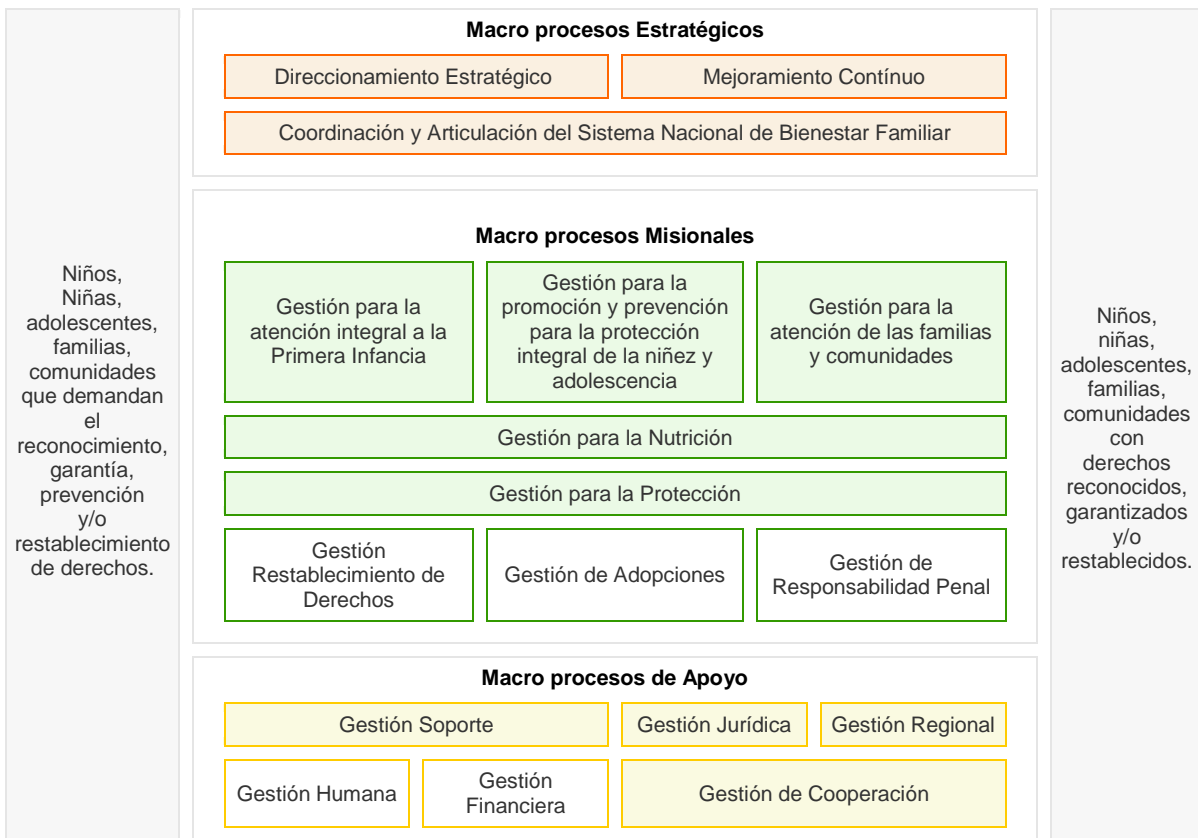 Niños,
Niñas,
adolescentes,
familias,
comunidades
que demandan
el
reconocimiento,
garantía,
prevención
y/o
restablecimiento
de derechos.
Macro procesos Estratégicos
Direccionamiento Estratégico
Mejoramiento Contínuo
Coordinación y Articulación del Sistema Nacional de Bienestar Familiar
Macro procesos Misionales
Gestión para la
atención integral a la
Primera Infancia
Gestión para la
promoción y prevención
para la protección
integral de la niñez y
adolescencia
Gestión para la
atención de las familias
y comunidades
Gestión para la Nutrición
Gestión para la Protección
Gestión
Restablecimiento de
Derechos
Gestión de Adopciones
Gestión de
Responsabilidad Penal
Macro procesos de Apoyo
Gestión Soporte
Gestión Jurídica
Gestión Regional
Gestión Humana
Gestión
Financiera
Gestión de Cooperación
Niños,
niñas,
adolescentes,
familias,
comunidades
con
derechos
reconocidos,
garantizados
y/o
restablecidos.